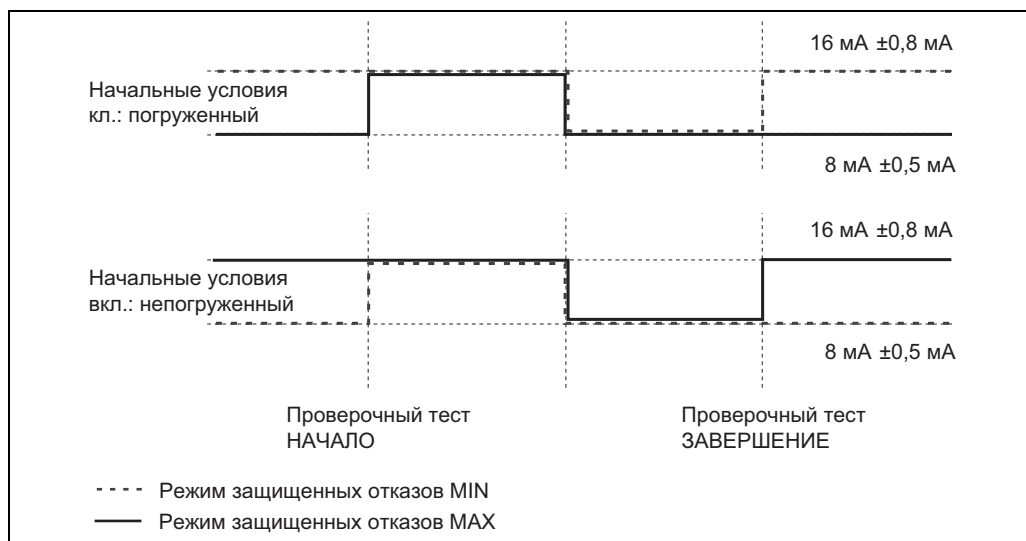 16 мА ±0,8 мА
Начальные условия
кл.: погруженный
8 мА ±0,5 мА
16 мА ±0,8 мА
Начальные условия
вкл.: непогруженный
8 мА ±0,5 мА
Проверочный тест
НАЧАЛО
Проверочный тест
ЗАВЕРШЕНИЕ
Режим защищенных отказов MIN
Режим защищенных отказов MAX